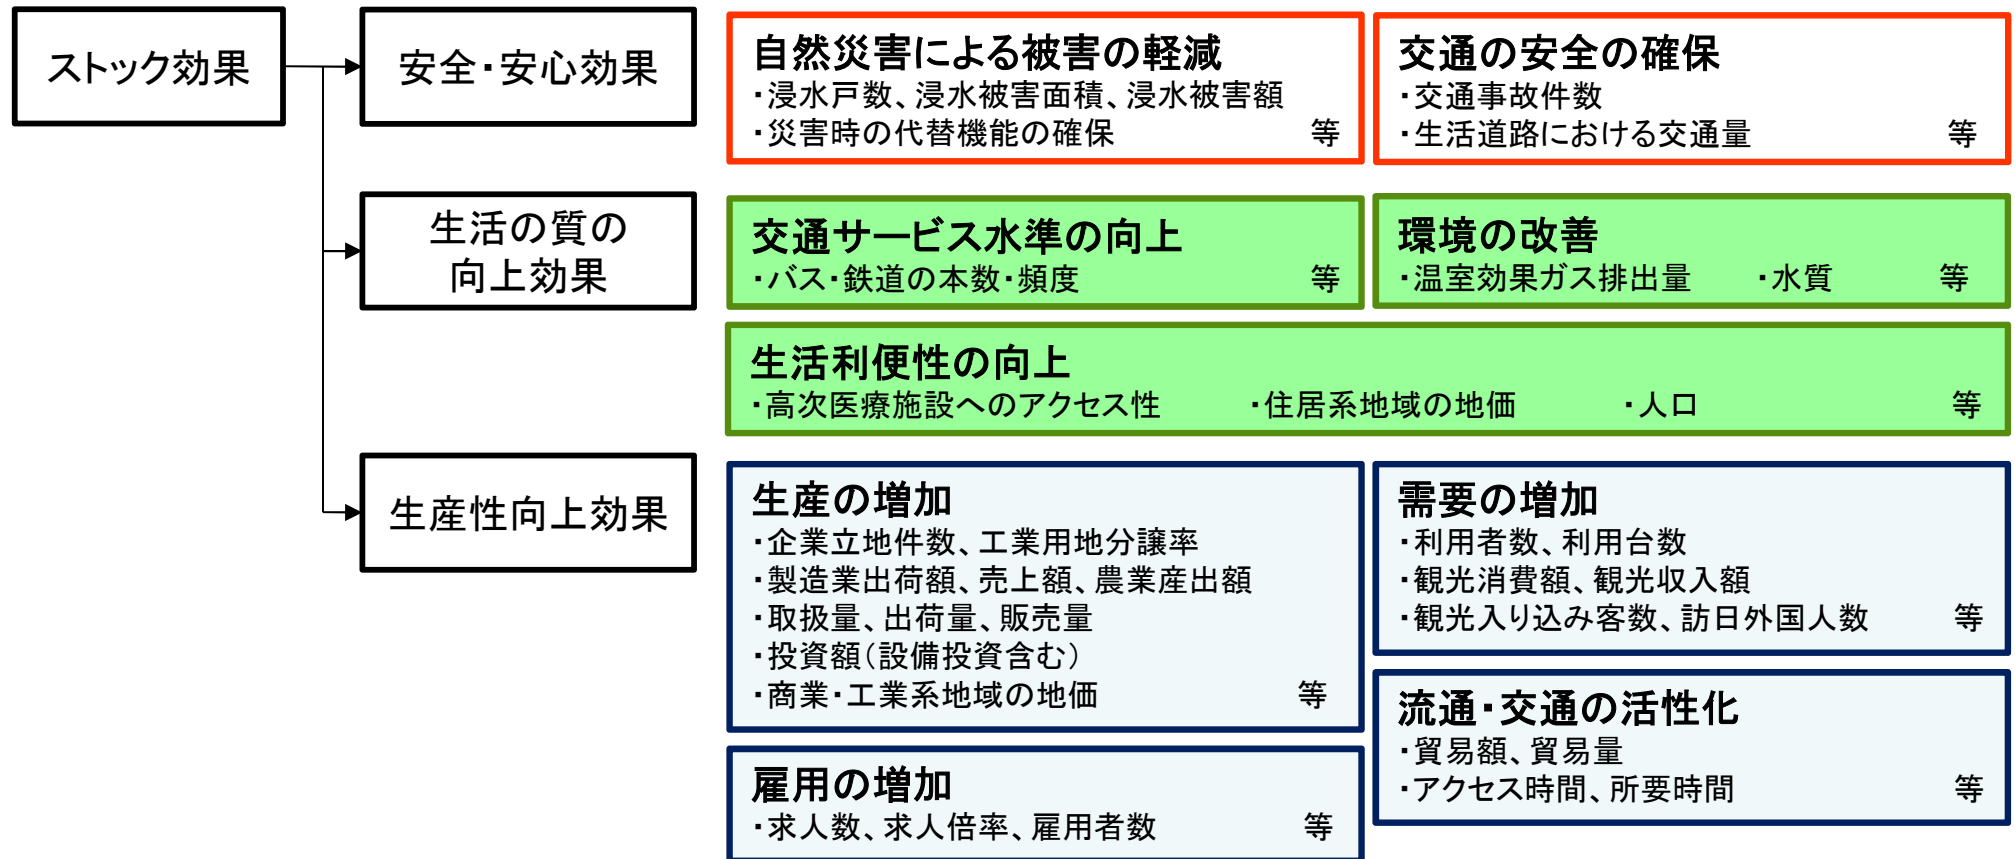 ストック効果
安全・安心効果
自然災害による被害の軽減
・浸水戸数、浸水被害面積、浸水被害額
・災害時の代替機能の確保 等
交通の安全の確保
・交通事故件数
・生活道路における交通量 等
生活の質の
向上効果
交通サービス水準の向上
・バス・鉄道の本数・頻度 等
環境の改善
・温室効果ガス排出量 ・水質 等
生活利便性の向上
・高次医療施設へのアクセス性 ・住居系地域の地価 ・人口 等
生産性向上効果
生産の増加
・企業立地件数、工業用地分譲率
・製造業出荷額、売上額、農業産出額
・取扱量、出荷量、販売量
・投資額（設備投資含む）
・商業・工業系地域の地価 等
需要の増加
・利用者数、利用台数
・観光消費額、観光収入額
・観光入り込み客数、訪日外国人数 等
流通・交通の活性化
・貿易額、貿易量
・アクセス時間、所要時間 等
雇用の増加
・求人数、求人倍率、雇用者数 等